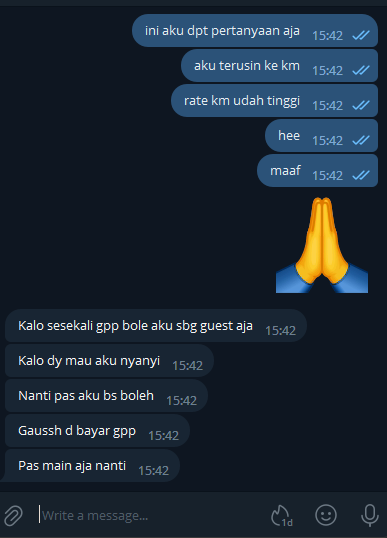 ini aku dpt pertanyaan aja 15:42
aku terusin ke km 15:42
rate km udah tinggi 15:42
hee 15:42
maaf 15:42
Kalo sesekali gpp bole aku sbg guest aja 15:42
Kalo dy mau aku nyanyi 15:42
Nanti pas aku bs boleh 15:42
Gaussh d bayar gpp 15:42
Pas main aja nanti 15:42
Write a message... 1d